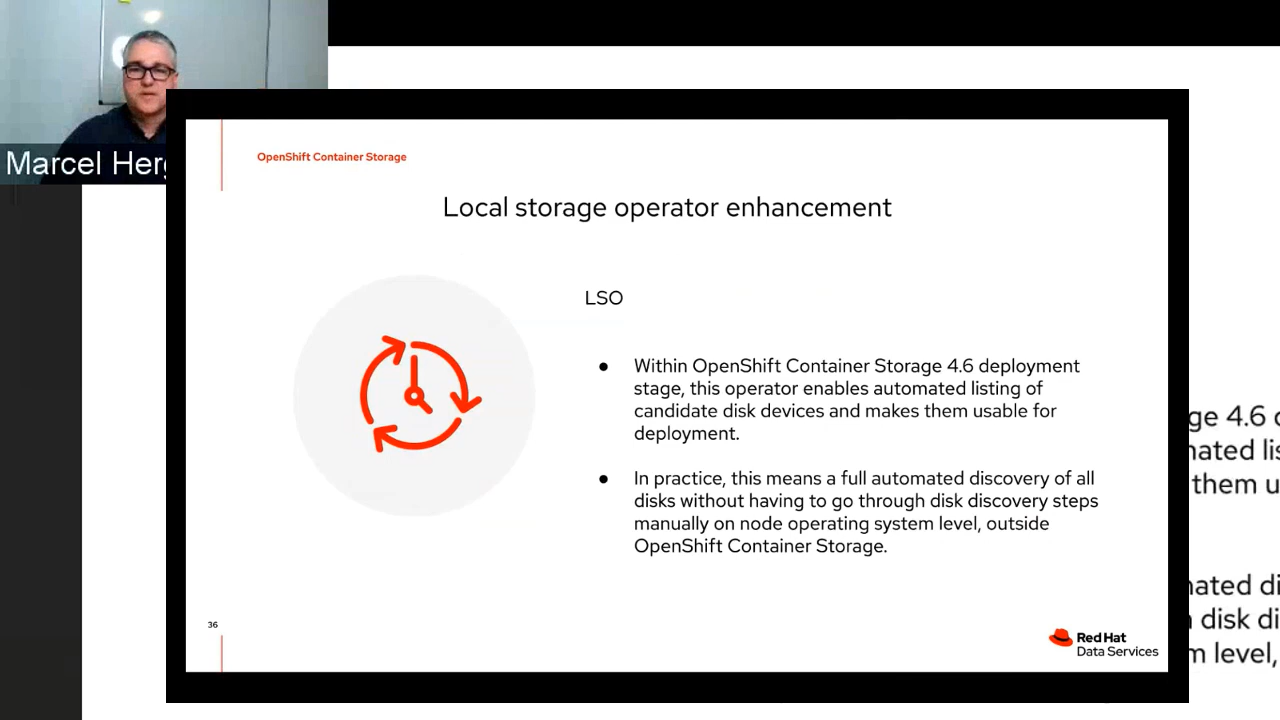 Marcel Her
OpenShift Container Storage
Local storage operator enhancement
LSO
● Within OpenShift Container Storage 4.6 deployment
stage, this operator enables automated listing of
candidate disk devices and makes them usable for
deployment.
● In practice, this means a full automated discovery of all
disks without having to go through disk discovery steps
manually on node operating system level, outside
OpenShift Container Storage.
36
Red Hat
Data Services
ge 4.6
nated lis
them u
nated di
disk di
m level,